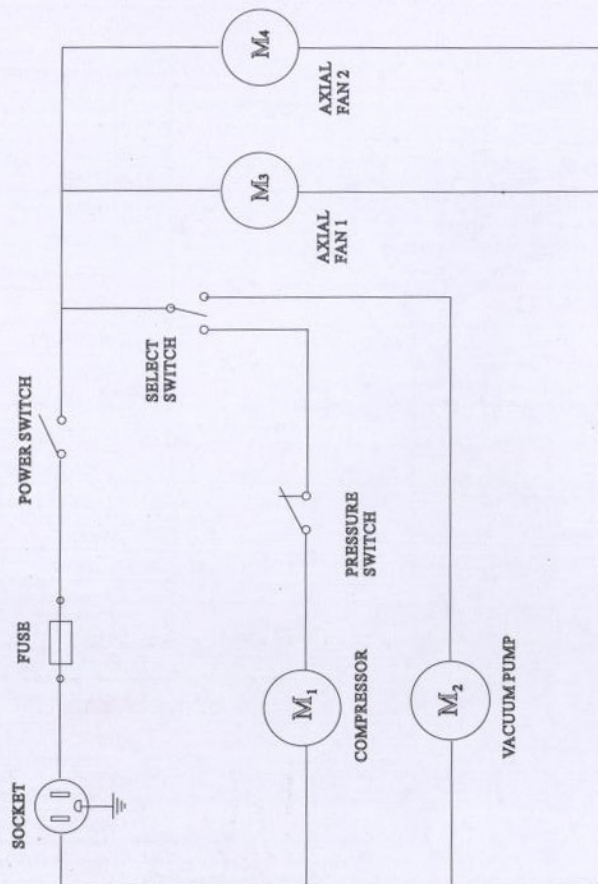 SOCKET
FUSE
POWER SWITCH
SELECT
SWITCH
PRESSURE
SWITCH
M1
COMPRESSOR
M2
VACUUM PUMP
M3
AXIAL
FAN 1
M4
AXIAL
FAN 2